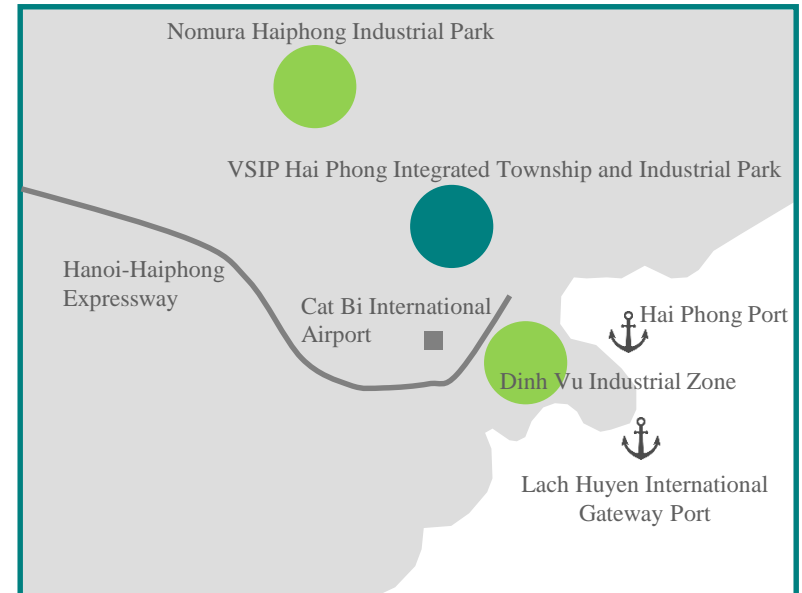 Nomura Haiphong Industrial Park
VSIP Hai Phong Integrated Township and Industrial Park
Hanoi-Haiphong
Expressway
Cat Bi International
Airport
Hai Phong Port
Dinh Vu Industrial Zone
Lach Huyen International
Gateway Port